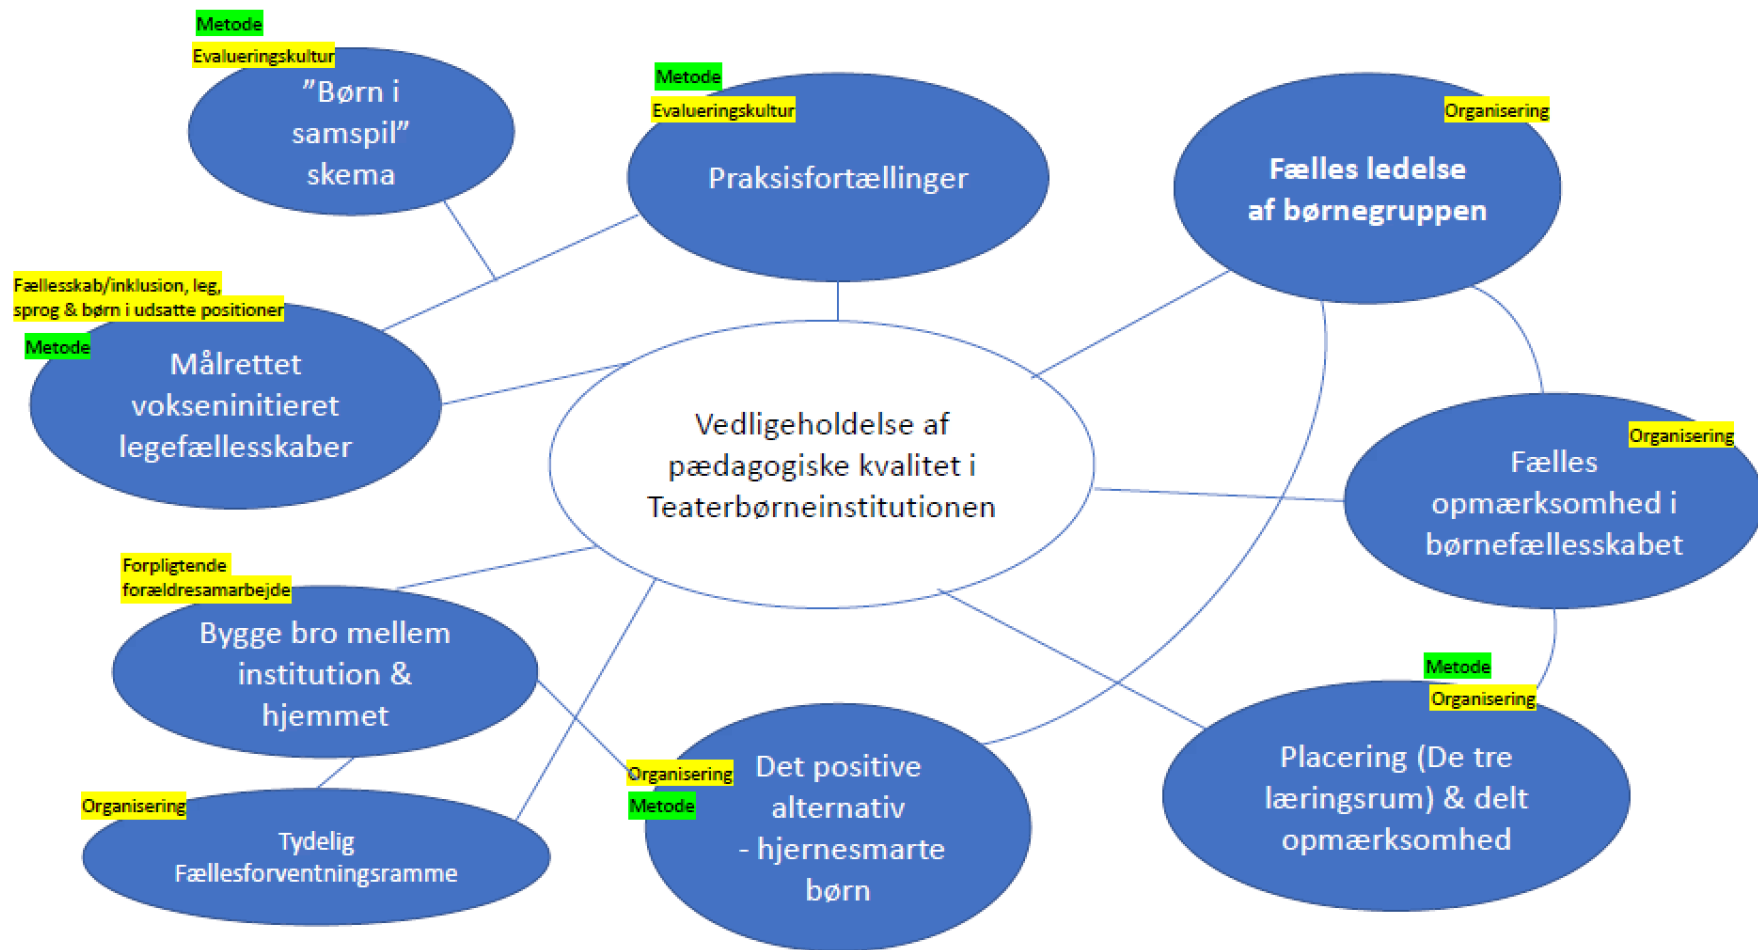 Metode
Evalueringskultur
”Børn i
samspil”
skema
Metode
Evalueringskultur
Praksisfortællinger
Organisering
Fælles ledelse
af børnegruppen
Fællesskab/inklusion, leg,
sprog & børn i udsatte positioner
Metode
Målrettet
vokseninitieret
legefællesskaber
Vedligeholdelse af
pædagogiske kvalitet i
Teaterbørneinstitutionen
Organisering
Fælles
opmærksomhed i
børnefællesskabet
Forpligtende
forældresamarbejde
Bygge bro mellem
institution &
hjemmet
Organisering
Tydelig
Fællesforventningsramme
Organisering
Metode
Det positive
alternativ
- hjernesmarte
børn
Metode
Organisering
Placering (De tre
læringsrum) & delt
opmærksomhed